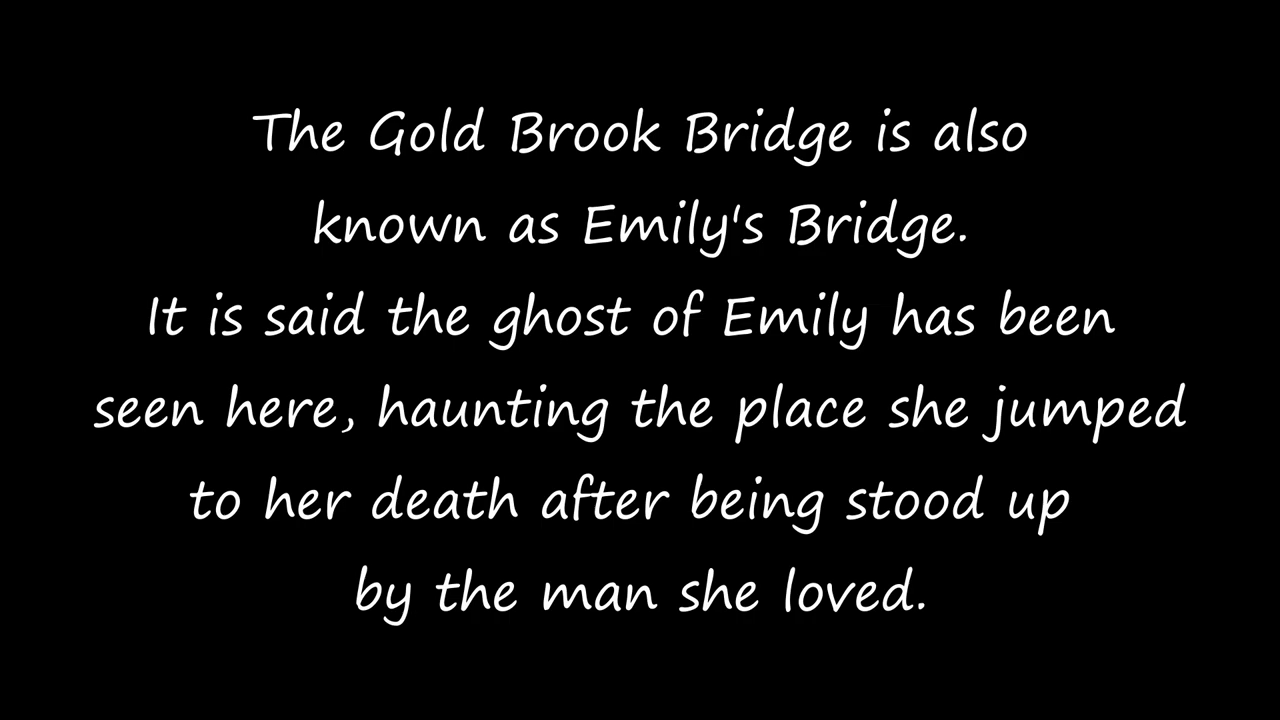 The Gold Brook Bridge is also
known as Emily's Bridge.
It is said the ghost of Emily has been
seen here, haunting the place she jumped
to her death after being stood up
by the man she loved.